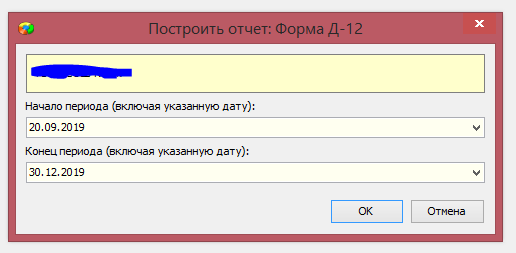 Построить отчет: Форма Д-12
Начало периода (включая указанную дату):
20.09.2019
Конец периода (включая указанную дату):
30.12.2019
OK
Отмена